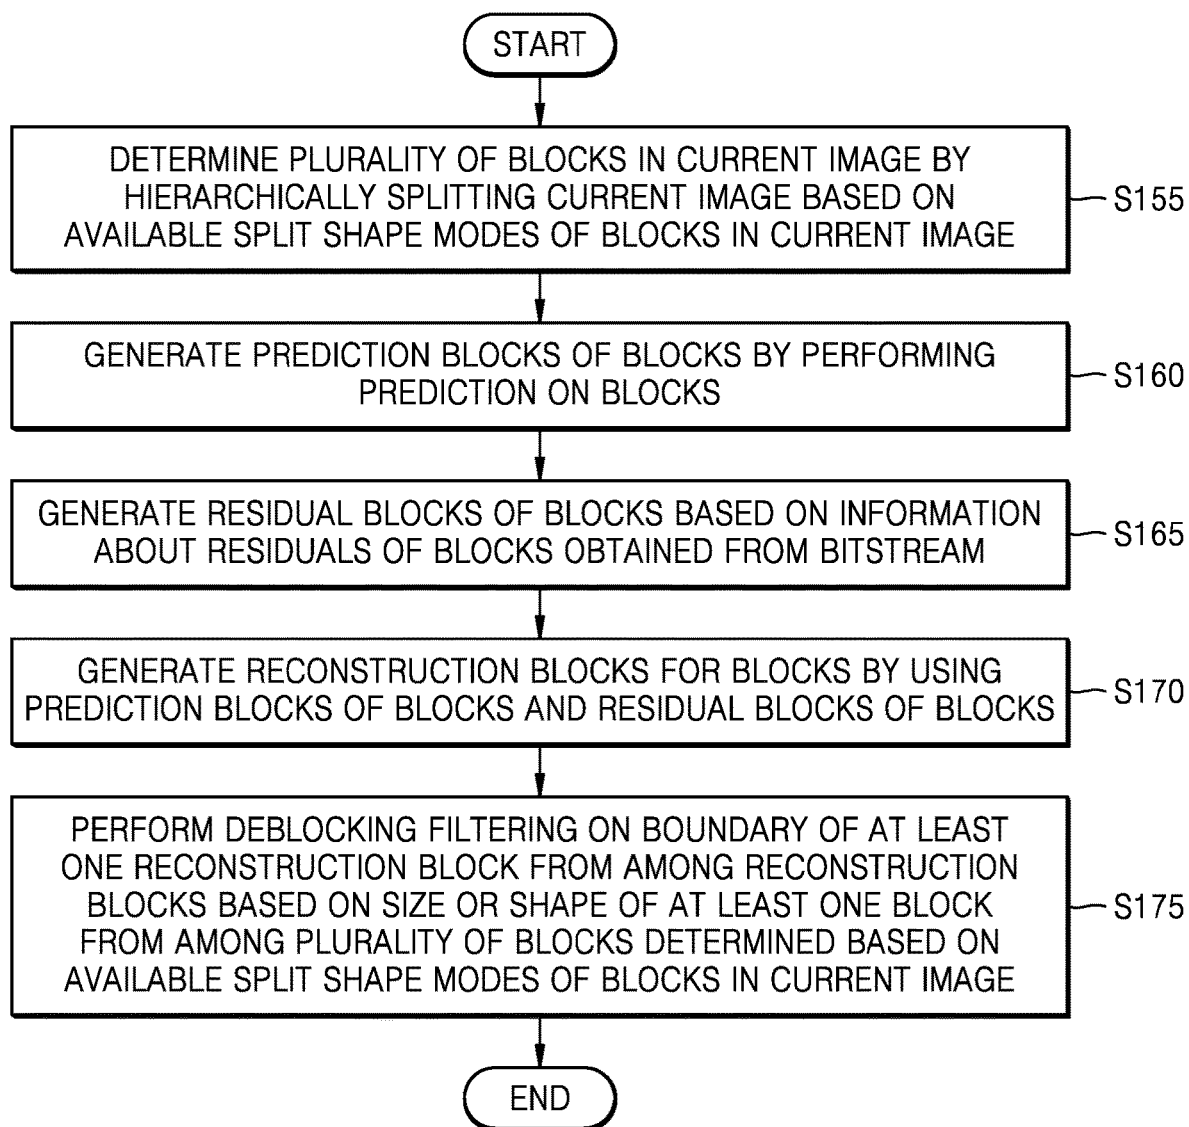 START
DETERMINE PLURALITY OF BLOCKS IN CURRENT IMAGE BY
HIERARCHICALLY SPLITTING CURRENT IMAGE BASED ON
AVAILABLE SPLIT SHAPE MODES OF BLOCKS IN CURRENT IMAGE
S155
GENERATE PREDICTION BLOCKS OF BLOCKS BY PERFORMING
PREDICTION ON BLOCKS
S160
GENERATE RESIDUAL BLOCKS OF BLOCKS BASED ON INFORMATION
ABOUT RESIDUALS OF BLOCKS OBTAINED FROM BITSTREAM
S165
GENERATE RECONSTRUCTION BLOCKS FOR BLOCKS BY USING
PREDICTION BLOCKS OF BLOCKS AND RESIDUAL BLOCKS OF BLOCKS
S170
PERFORM DEBLOCKING FILTERING ON BOUNDARY OF AT LEAST
ONE RECONSTRUCTION BLOCK FROM AMONG RECONSTRUCTION
BLOCKS BASED ON SIZE OR SHAPE OF AT LEAST ONE BLOCK
FROM AMONG PLURALITY OF BLOCKS DETERMINED BASED ON
AVAILABLE SPLIT SHAPE MODES OF BLOCKS IN CURRENT IMAGE
S175
END